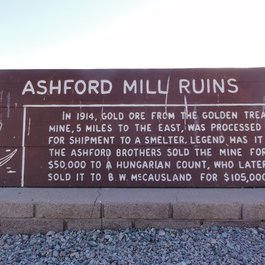 ASHFORD MILL RUINS
IN 1914, GOLD ORE FROM THE GOLDEN
MINE, 5 MILES TO THE EAST, WAS PROCESSED
FOR SHIPMENT TO A SMELTER. LEGEND HAS IT
THE ASHFORD BROTHERS SOLD THE MINE FOR
$50,000 TO A HUNGARIAN COUNT, WHO LATER
SOLD IT TO B.W. MCAUSLAND FOR $105,000